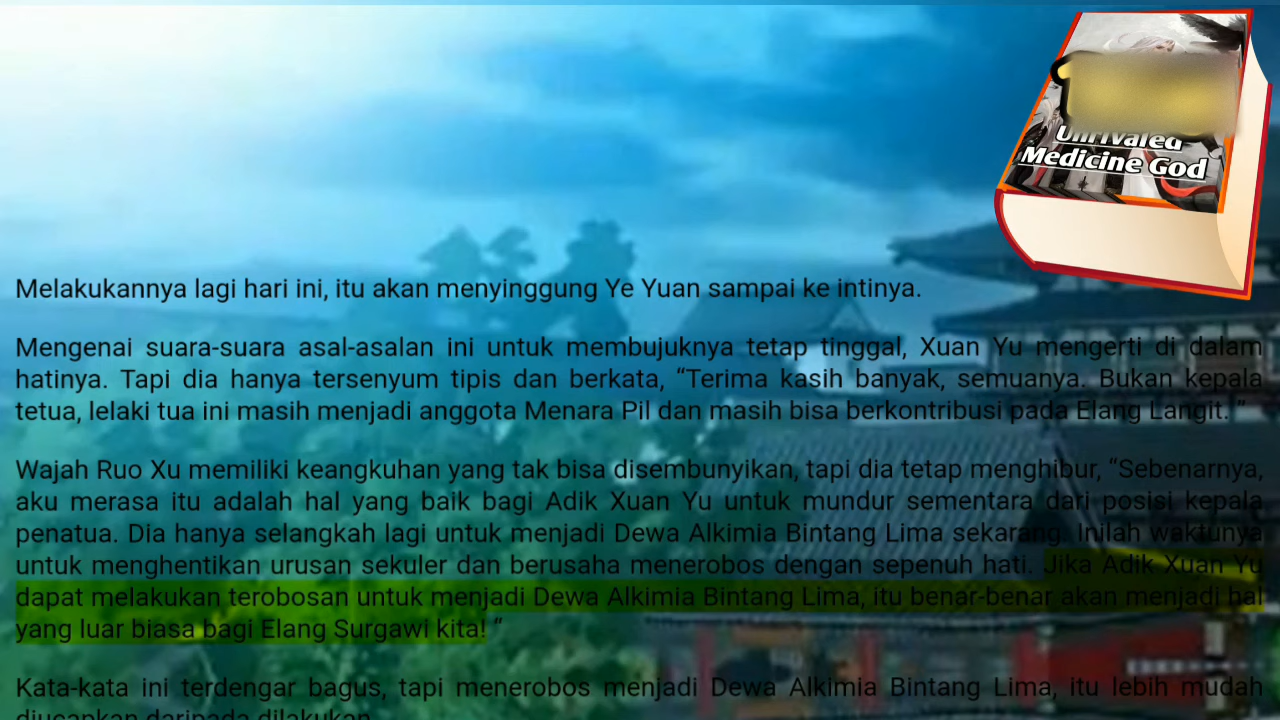 Unrivaled
Medicine God
Melakukannya lagi hari ini, itu akan menyinggung Ye Yuan sampai ke intinya.
Mengenai suara-suara asal-asalan ini untuk membujuknya tetap tinggal, Xuan Yu mengerti di dalam
hatinya. Tapi dia hanya tersenyum tipis dan berkata, “Terima kasih banyak, semuanya. Bukan kepala
tetua, lelaki tua ini masih menjadi anggota Menara Pil dan masih bisa berkontribusi pada Elang Langit. ”
Wajah Ruo Xu memiliki keangkuhan yang tak bisa disembunyikan, tapi dia tetap menghibur, “Sebenarnya,
aku merasa itu adalah hal yang baik bagi Adik Xuan Yu untuk mundur sementara dari posisi kepala
penatua. Dia hanya selangkah lagi untuk menjadi Dewa Alkimia Bintang Lima sekarang. Inilah waktunya
untuk menghentikan urusan sekuler dan berusaha menerobos dengan sepenuh hati. Jika Adik Xuan Yu
dapat melakukan terobosan untuk menjadi Dewa Alkimia Bintang Lima, itu benar-benar akan menjadi hal
yang luar biasa bagi Elang Surgawi kita! “
Kata-kata ini terdengar bagus, tapi menerobos menjadi Dewa Alkimia Bintang Lima, itu lebih mudah
diucapkan daripada dilakukan.